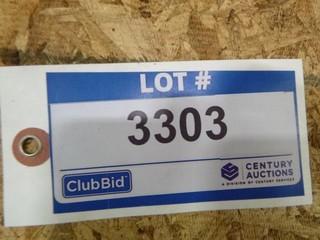 LOT #
3303
ClubBid
CENTURY
AUCTIONS
A DIVISION OF CENTURY SERVICES